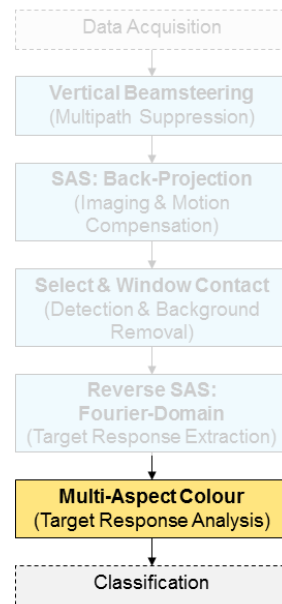 Data Acquisition
Vertical Beamsteering
(Multipath Suppression)
SAS: Back-Projection
(Imaging & Motion
Compensation)
Select & Window Contact
(Detection & Background
Removal)
Reverse SAS:
Fourier-Domain
(Target Response Extraction)
Multi-Aspect Colour
(Target Response Analysis)
Classification